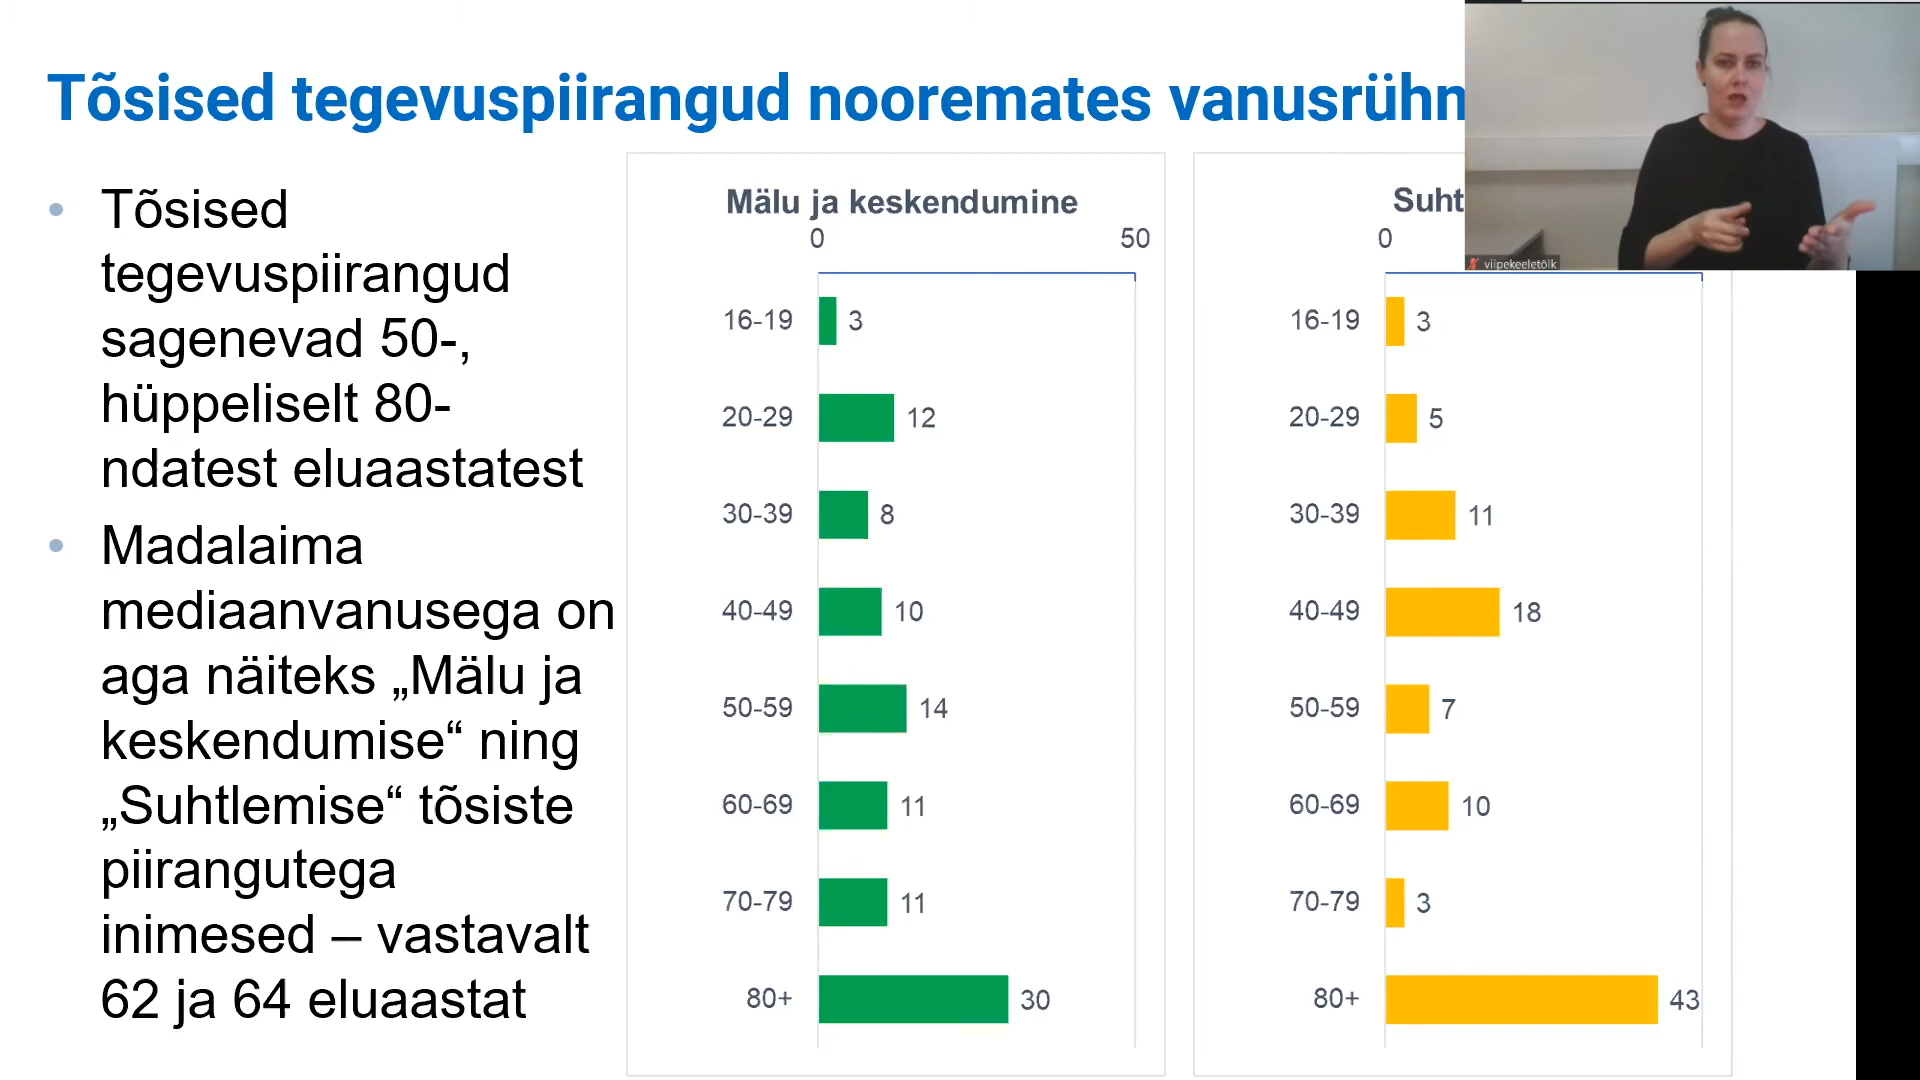 Tõsised tegevuspiirangud nooremates
• Tõsised
tegevuspiirangud
sagenevad 50-,
hüppeliselt 80-
ndatest eluaastatest
• Madalaima
mediaanvanusega on
aga näiteks „Mälu ja
keskendumise“ ning
„Suhtlemise“ tõsiste
piirangutega
inimesed – vastavalt
62 ja 64 eluaastat
Mälu ja keskendumine
0 50
16-19 3
20-29 12
30-39 8
40-49 10
50-59 14
60-69 11
70-79 11
80+ 30
0
16-19 3
20-29 5
30-39 11
40-49 18
50-59 7
60-69 10
70-79 3
80+ 43
viipekeeletõlk